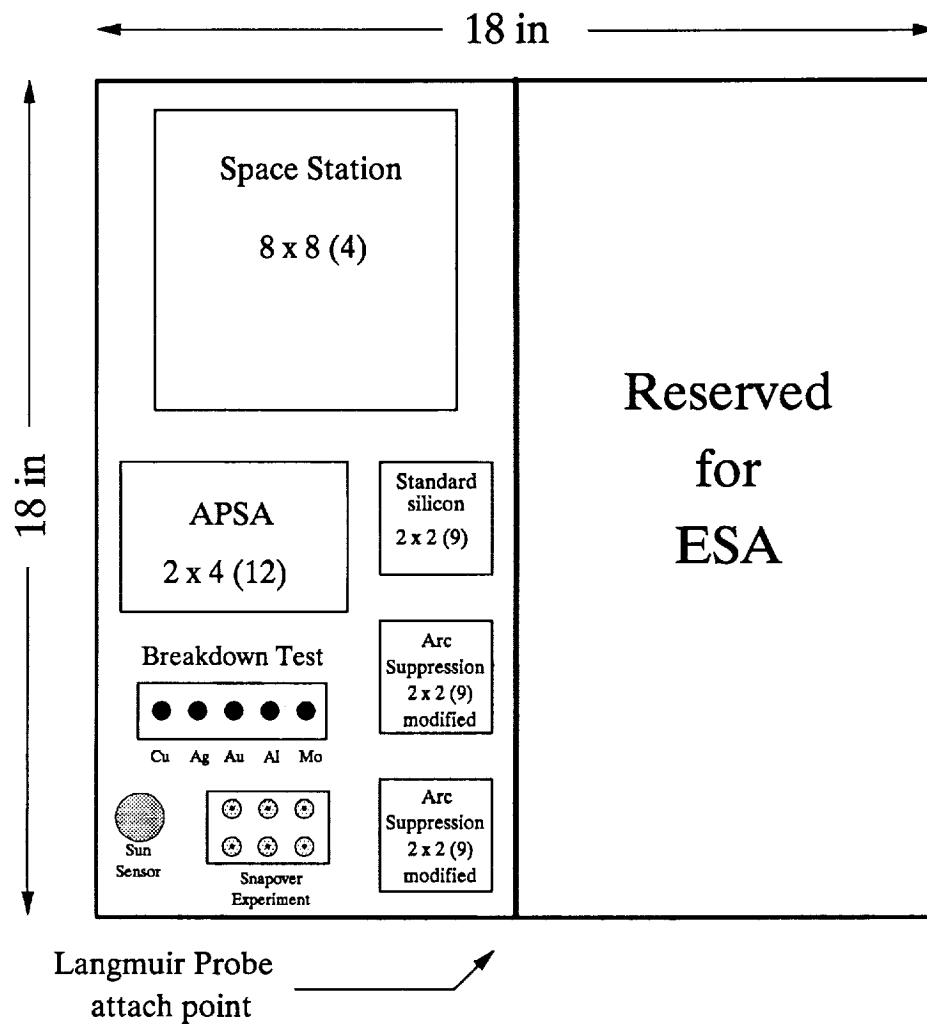 18 in
18 in
Space Station
8 x 8 (4)
Reserved
for
ESA
APSA
2 x 4 (12)
Standard
silicon
2 x 2 (9)
Breakdown Test
Cu Ag Au Al Mo
Arc
Suppression
2 x 2 (9)
modified
Sun
Sensor
Snapover
Experiment
Arc
Suppression
2 x 2 (9)
modified
Langmuir Probe
attach point